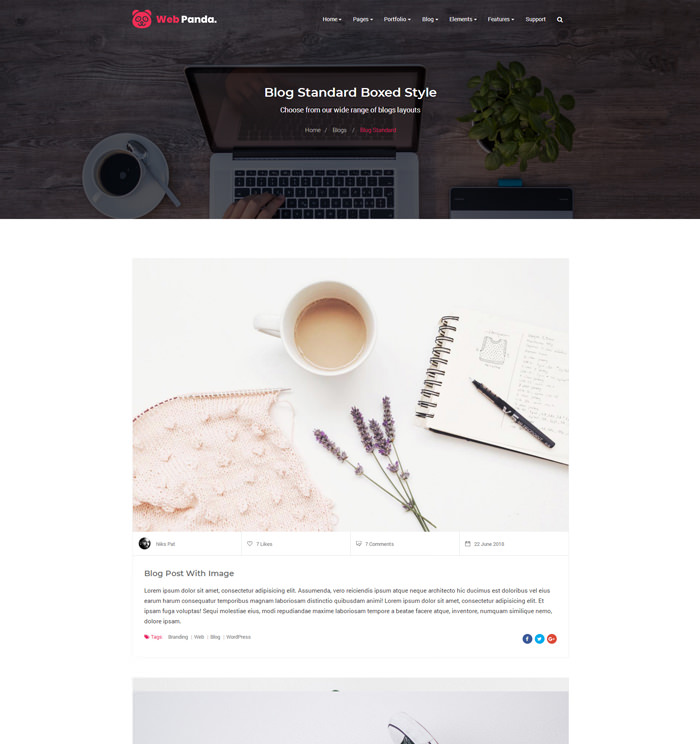 Web Panda.
Home Pages Portfolio Blog Elements Features Support
Blog Standard Boxed Style
Choose from our wide range of blogs layouts
Home / Blogs / Blog Standard
Niks Pat 7 Likes 7 Comments 22 June 2018
Blog Post With Image
Lorem ipsum dolor sit amet, consectetur adipisicing elit. Assumenda, vero reiciendis ipsum atque neque architecto hic ducimus est doloribus vel eius
earum harum consequatur magnam laboriosam distinctio quibusdam animi! Lorem ipsum dolor sit amet, consectetur adipisicing elit. Et
ipsam fuga voluptas! Sequi molestiae eius, modi repudiandae maxime laboriosam tempore a beatae facere atque, inventore, numquam similique nemo,
dolore ipsam.
Tags: Branding Web Blog WordPress